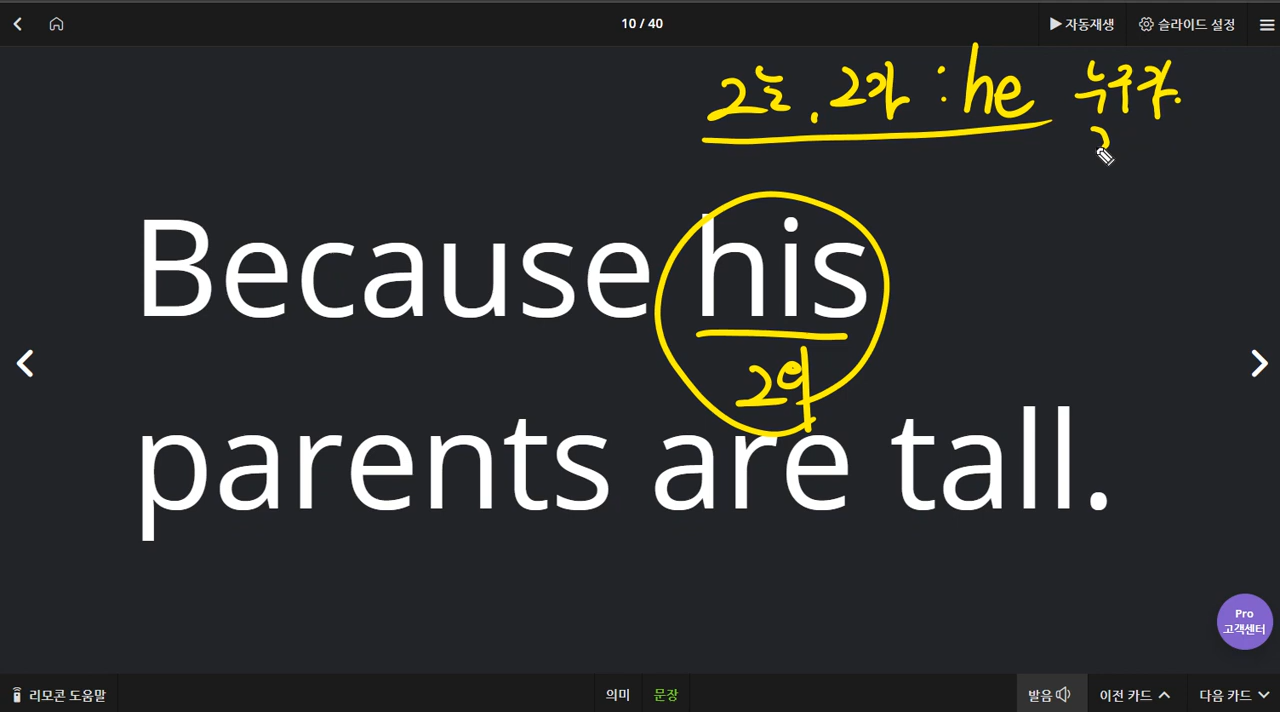 10 / 40
자동재생
슬라이드 설정
그는, 그가 : he 누구가.
Because his
그의
parents are tall.
Pro
고객센터
리모콘 도움말
의미
문장
발음
이전 카드
다음 카드